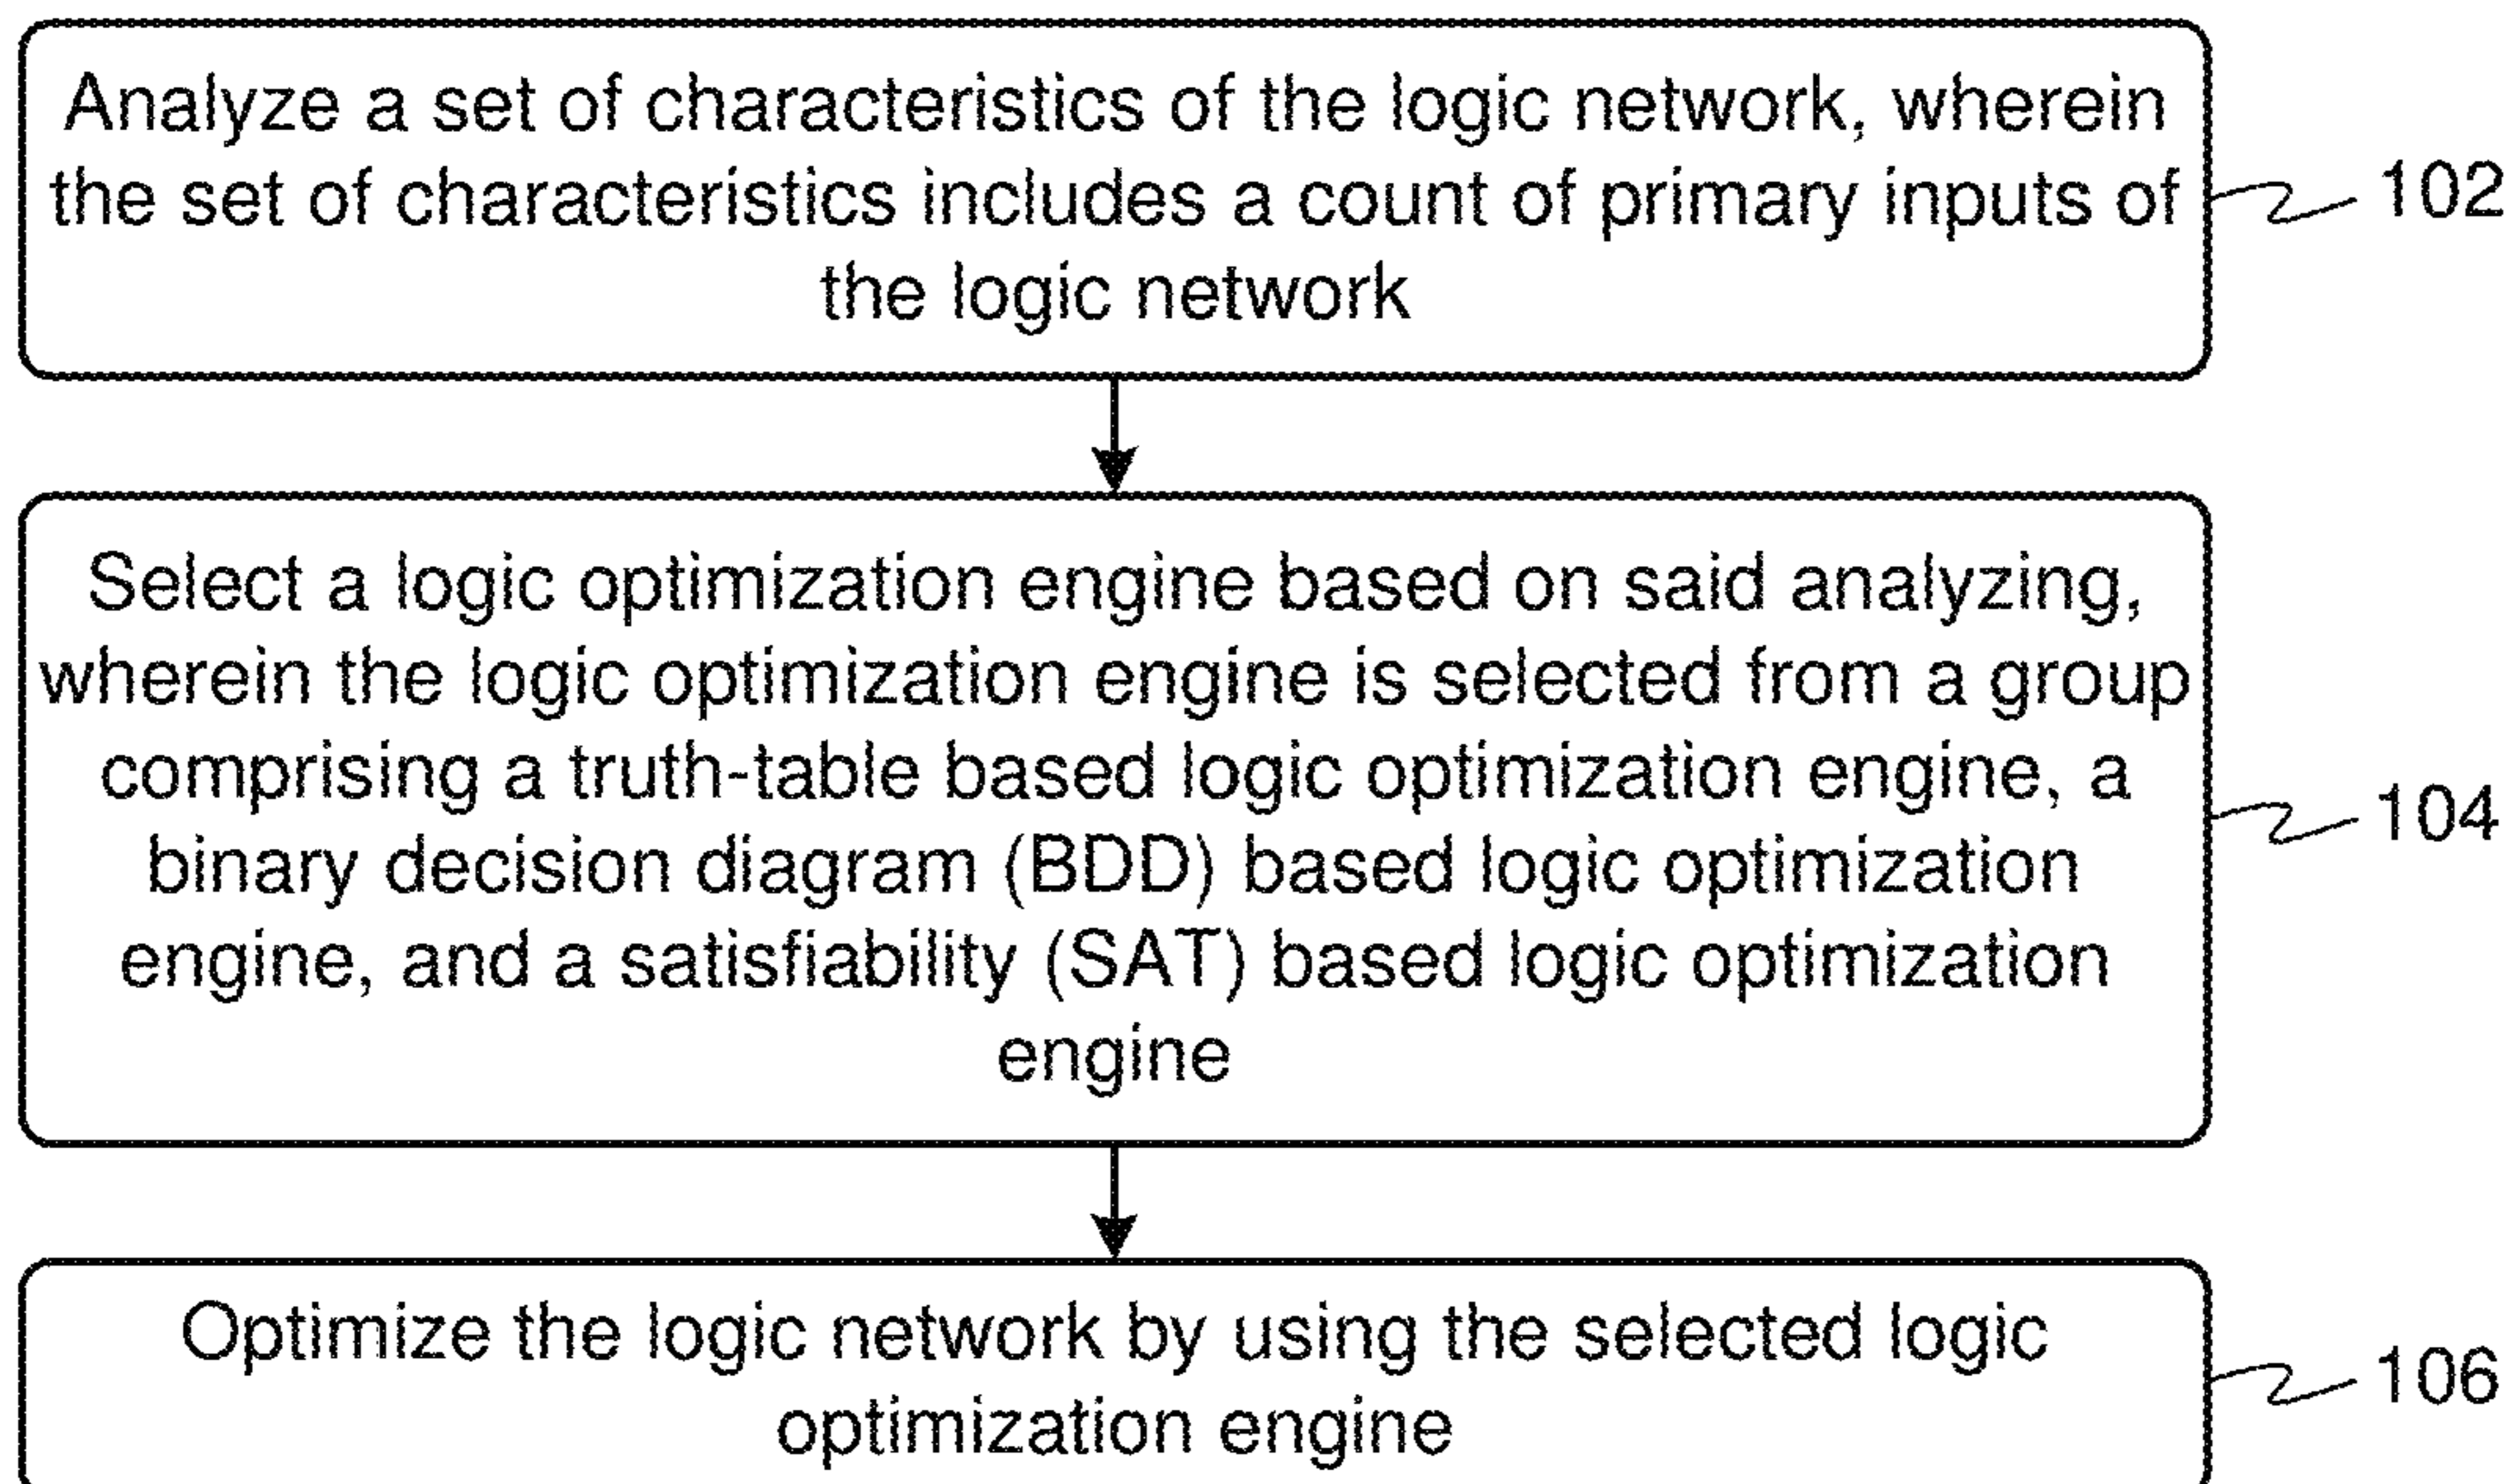 Analyze a set of characteristics of the logic network, wherein
the set of characteristics includes a count of primary inputs of
the logic network
102
Select a logic optimization engine based on said analyzing,
wherein the logic optimization engine is selected from a group
comprising a truth-table based logic optimization engine, a
binary decision diagram (BDD) based logic optimization
engine, and a satisfiability (SAT) based logic optimization
engine
104
Optimize the logic network by using the selected logic
optimization engine
106